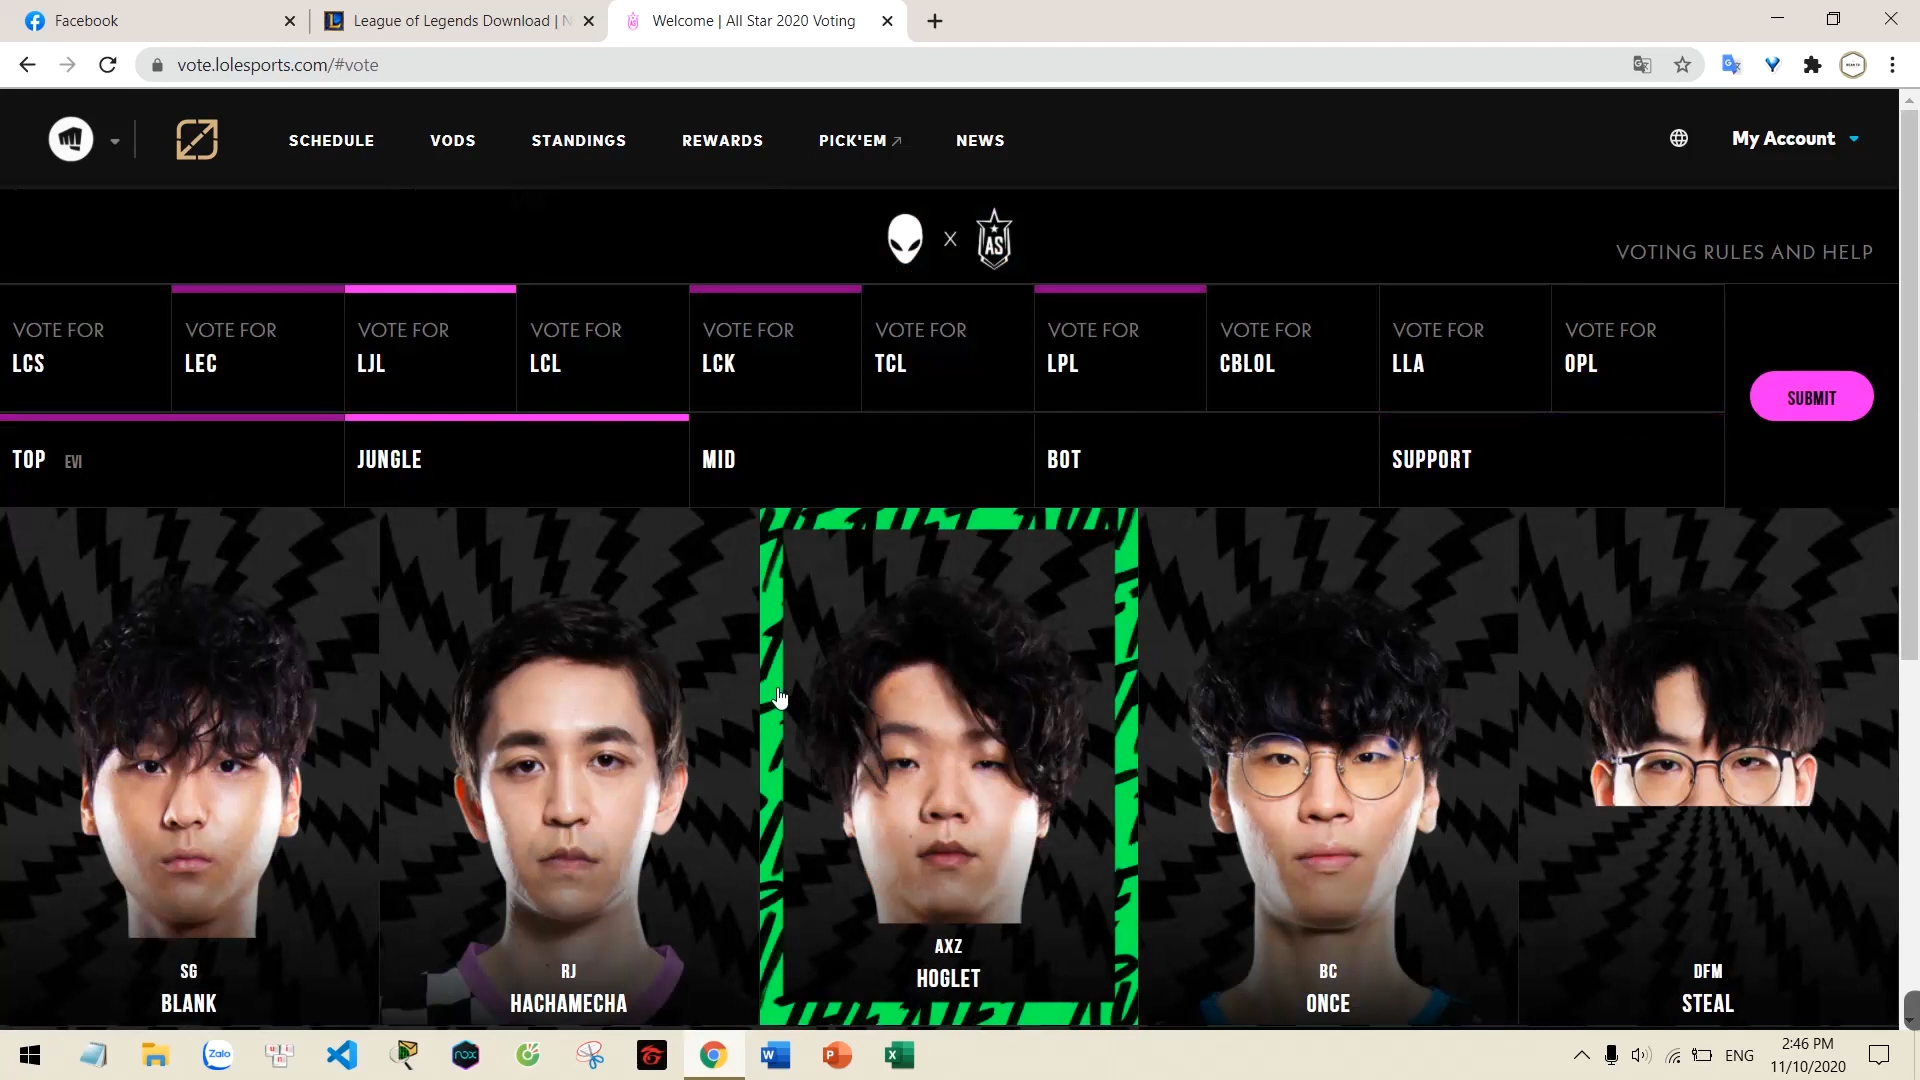 Facebook
League of Legends Download | N
Welcome | All Star 2020 Voting
vote.lolesports.com/#vote
SCHEDULE
VODS
STANDINGS
REWARDS
PICK'EM
NEWS
My Account
X
AS
VOTING RULES AND HELP
VOTE FOR
LCS
VOTE FOR
LEC
VOTE FOR
LJL
VOTE FOR
LCL
VOTE FOR
LCK
VOTE FOR
TCL
VOTE FOR
LPL
VOTE FOR
CBLOL
VOTE FOR
LLA
VOTE FOR
OPL
SUBMIT
TOP EVI
JUNGLE
MID
BOT
SUPPORT
SG
BLANK
RJ
HACHAMECHA
AXZ
HOGLET
BC
ONCE
DFM
STEAL
Zalo
nox
ENG
2:46 PM
11/10/2020